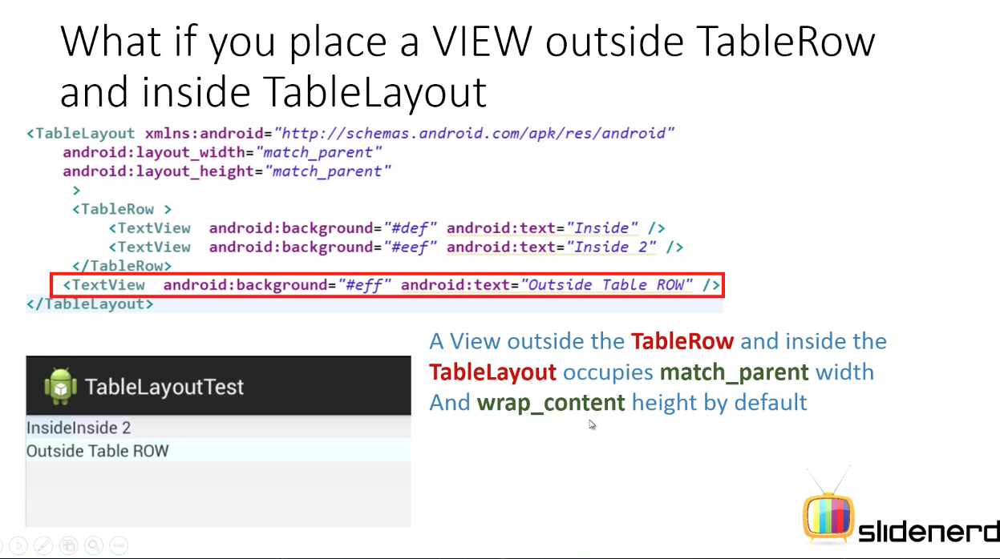 What if you place a VIEW outside TableRow
and inside TableLayout
<TableLayout xmlns:android="http://schemas.android.com/apk/res/android"
android:layout_width="match_parent"
android:layout_height="match_parent"
>
<TableRow >
<TextView android:background="#def" android:text="Inside" />
<TextView android:background="#eef" android:text="Inside 2" />
</TableRow>
<TextView android:background="#eff" android:text="Outside Table ROW" />
</TableLayout>
A View outside the TableRow and inside the
TableLayout occupies match_parent width
And wrap_content height by default
TableLayoutTest
InsideInside 2
Outside Table ROW
slidenerd